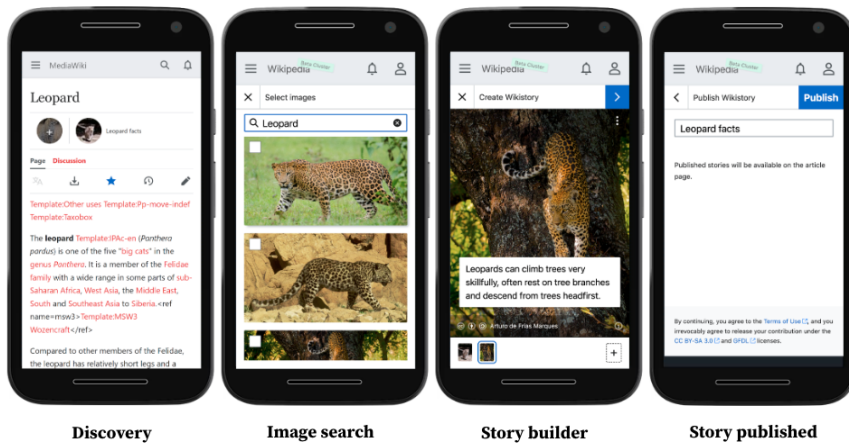 MediaWiki
Leopard
Leopard facts
Page Discussion
Template:Other uses Template:Pp-move-indef
Template:Taxobox
The leopard Template:IPAc-en (Panthera
pardus) is one of the five "big cats" in the
genus Panthera. It is a member of the Felidae
family with a wide range in some parts of sub-
Saharan Africa, West Asia, the Middle East,
South and Southeast Asia to Siberia.<ref
name=msw3>Template:MSW3
Wozencraft</ref>
Compared to other members of the Felidae,
the leopard has relatively short legs and a
Discovery
Wikipedia
Beta Cluster
Select images
Leopard
Image search
Wikipedia
Beta Cluster
Create Wikistory
Leopards can climb trees very
skillfully, often rest on tree branches
and descend from trees headfirst.
Arturo de Frias Marques
Story builder
Wikipedia
Beta Cluster
Publish Wikistory
Publish
Leopard facts
Published stories will be available on the article
page.
By continuing, you agree to the Terms of Use, and you
irrevocably agree to release your contribution under the
CC BY-SA 3.0 and GFDL licenses.
Story published